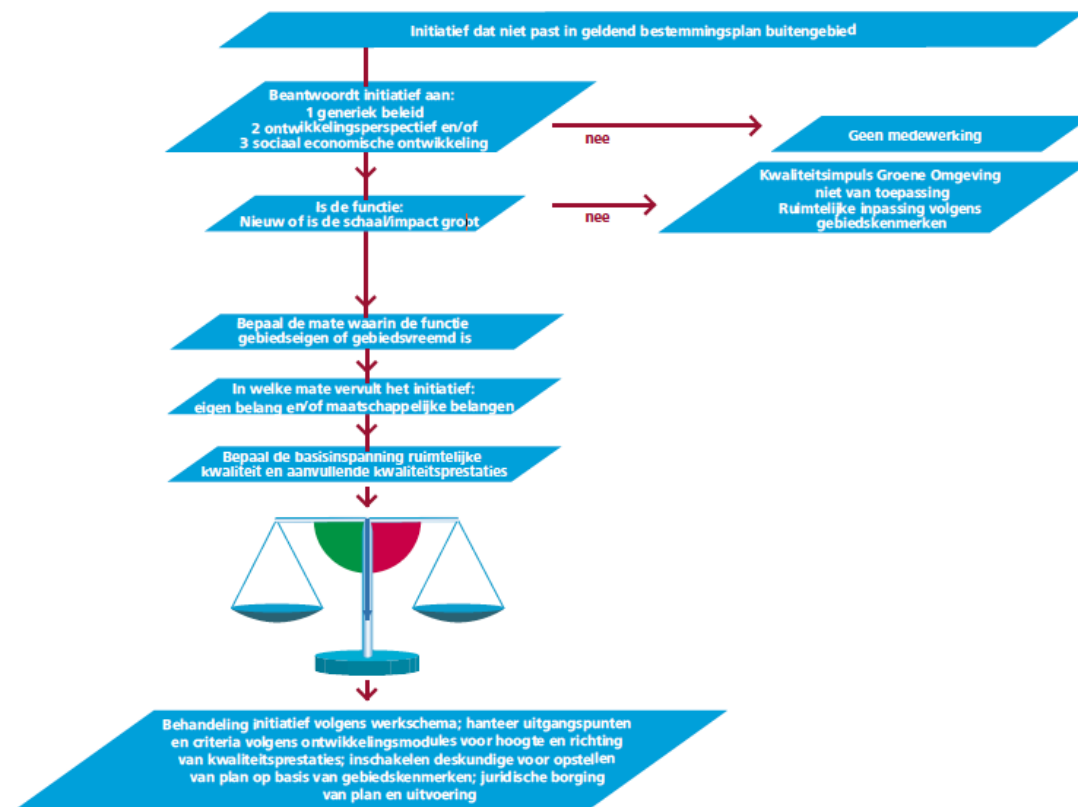 Initiatief dat niet past in geldend bestemmingsplan buitengebied
Beantwoordt initiatief aan:
1 generiek beleid
2 ontwikkelingsperspectief en/of
3 sociaal economische ontwikkeling
nee
Geen medewerking
Is de functie:
Nieuw of is de schaal/impact groot
nee
Kwaliteitsimpuls Groene Omgeving
niet van toepassing
Ruimtelijke inpassing volgens
gebiedskenmerken
Bepaal de mate waarin de functie
gebiedseigen of gebiedsvreemd is
In welke mate vervult het initiatief:
eigen belang en/of maatschappelijke belangen
Bepaal de basisinspanning ruimtelijke
kwaliteit en aanvullende kwaliteitsprestaties
Behandeling initiatief volgens werkschema; hanteer uitgangspunten
en criteria volgens ontwikkelingsmodules voor hoogte en richting
van kwaliteitsprestaties; inschakelen deskundige voor opstellen
van plan op basis van gebiedskenmerken; juridische borging
van plan en uitvoering